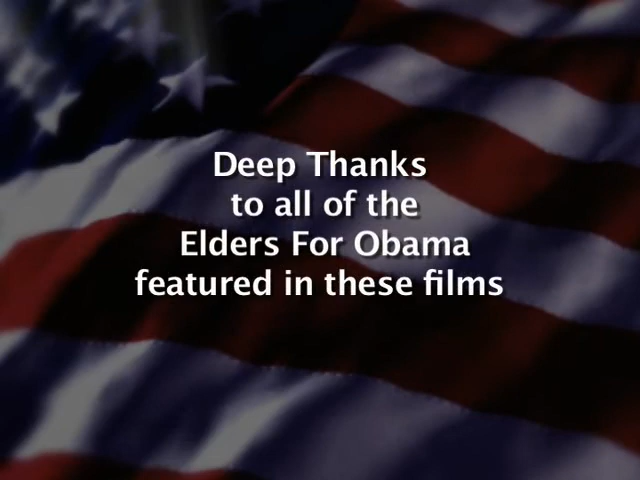 Deep Thanks
to all of the
Elders For Obama
featured in these films